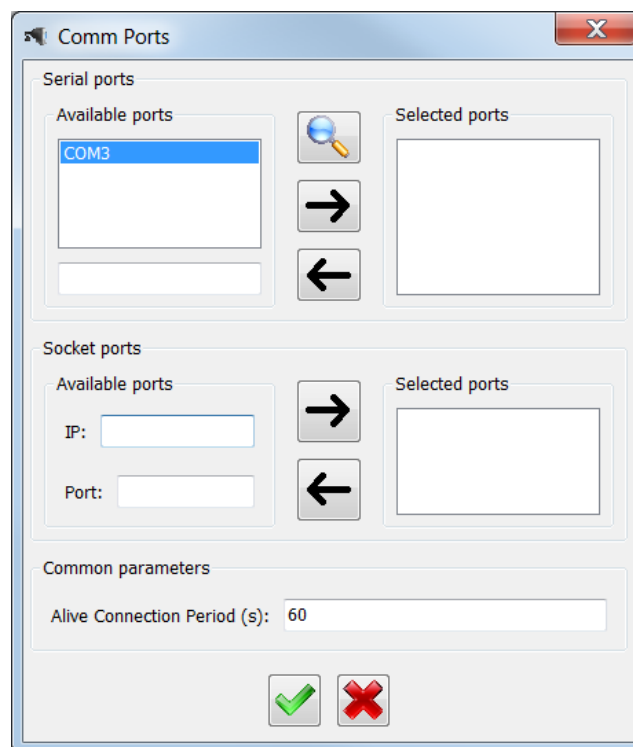 Comm Ports
Serial ports
Available ports
Selected ports
COM3
Socket ports
Available ports
Selected ports
IP:
Port:
Common parameters
Alive Connection Period (s): 60